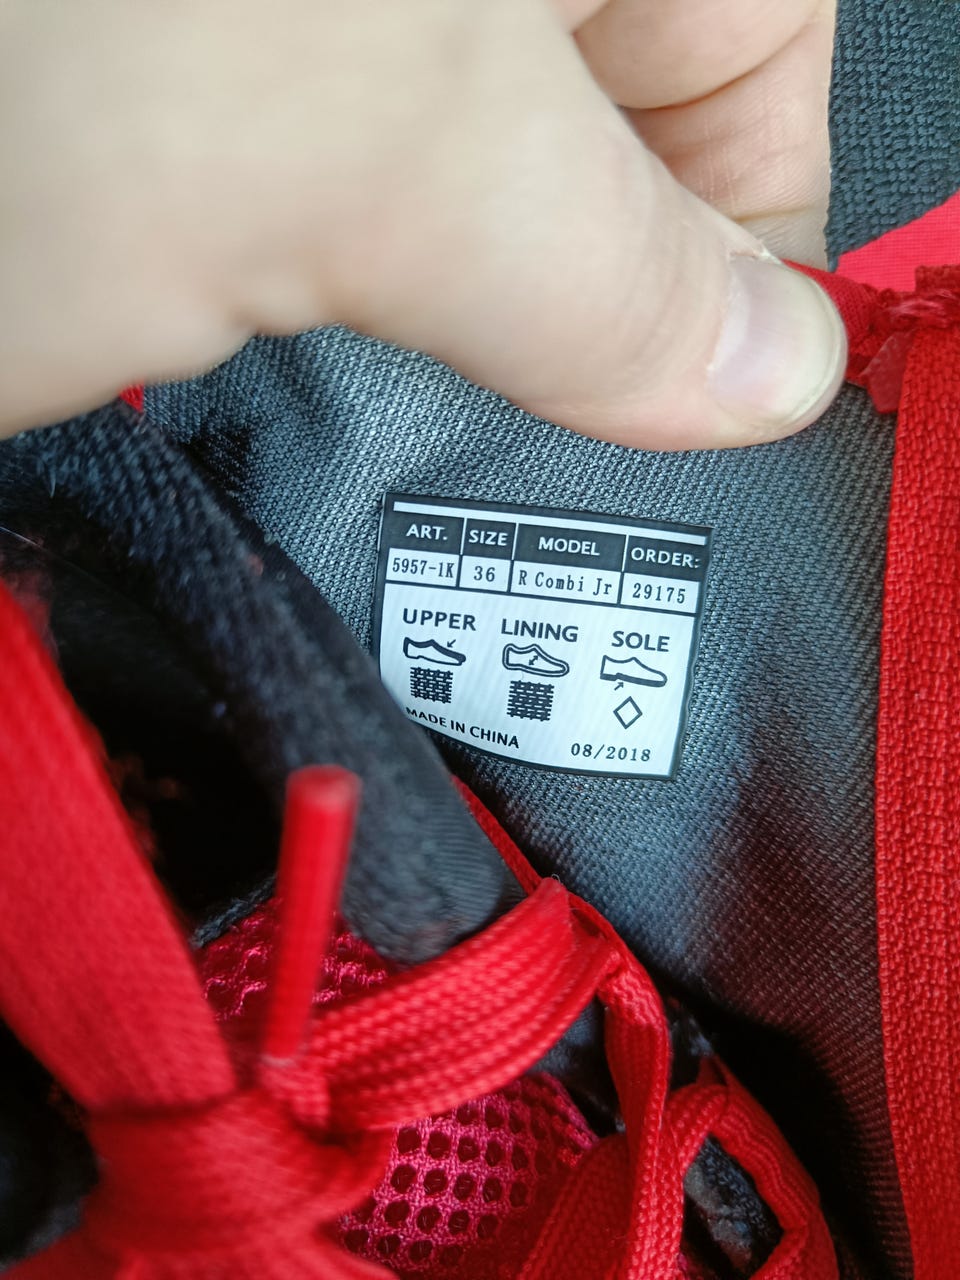 ART. SIZE MODEL ORDER:
5957-1K 36 R Combi Jr 29175
UPPER LINING SOLE
MADE IN CHINA 08/2018